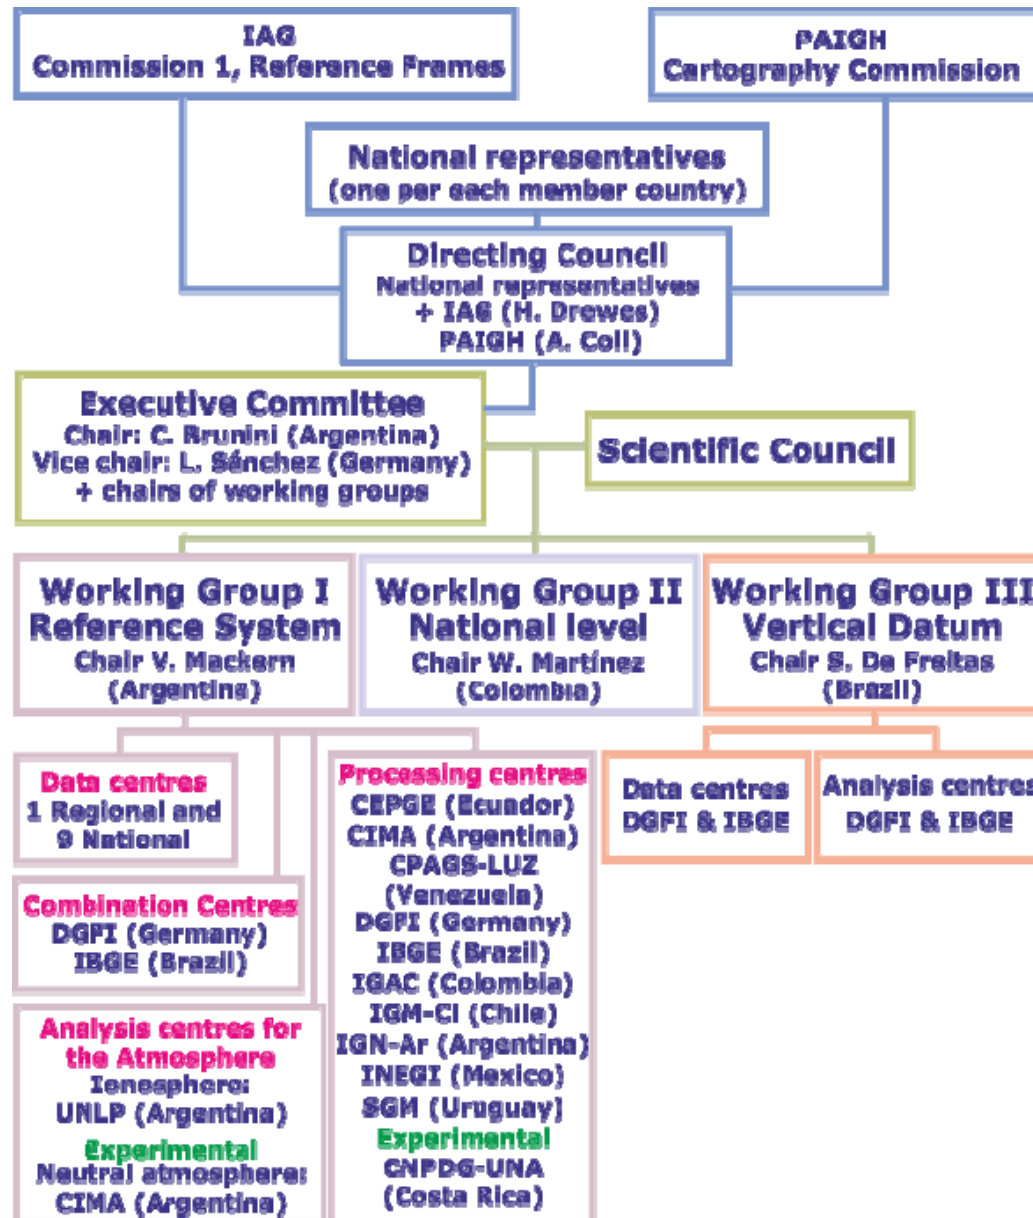 IAG
Commission 1, Reference Frames
PAIGH
Cartography Commission
National representatives
(one per each member country)
Directing Council
National representatives
+ IAG (H. Drewes)
PAIGH (A. Coll)
Executive Committee
Chair: C. Brunini (Argentina)
Vice chair: L. Sánchez (Germany)
+ chairs of working groups
Scientific Council
Working Group I
Reference System
Chair V. Mackern
(Argentina)
Working Group II
National level
Chair W. Martínez
(Colombia)
Working Group III
Vertical Datum
Chair S. De Freitas
(Brazil)
Data centres
1 Regional and
9 National
Combination Centres
DGFI (Germany)
IBGE (Brazil)
Analysis centres for
the Atmosphere
Ionosphere:
UNLP (Argentina)
Experimental
Neutral atmosphere:
CIMA (Argentina)
Processing centres
CEPGE (Ecuador)
CIMA (Argentina)
CPAGS-LUZ
(Venezuela)
DGFI (Germany)
IBGE (Brazil)
IGAC (Colombia)
IGM-Cl (Chile)
IGN-Ar (Argentina)
INEGI (Mexico)
SGM (Uruguay)
Experimental
CNPDG-UNA
(Costa Rica)
Data centres
DGFI & IBGE
Analysis centres
DGFI & IBGE